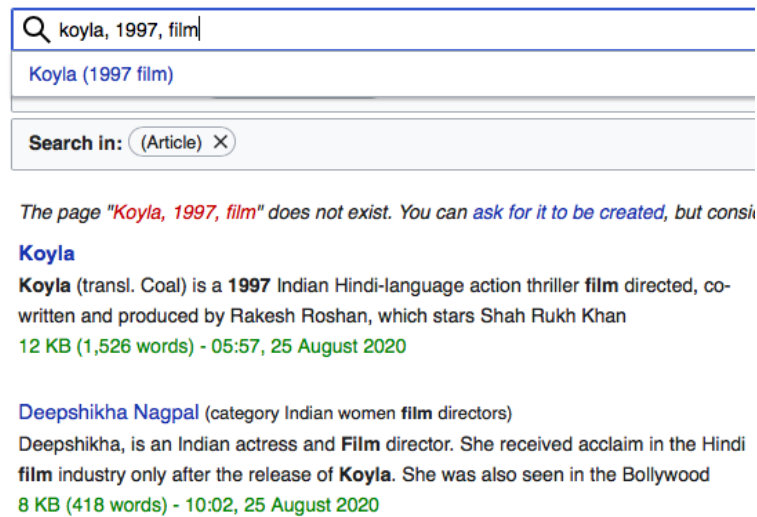 koyla, 1997, film
Koyla (1997 film)
Search in: (Article) ×
The page "Koyla, 1997, film" does not exist. You can ask for it to be created, but consi
Koyla
Koyla (transl. Coal) is a 1997 Indian Hindi-language action thriller film directed, co-
written and produced by Rakesh Roshan, which stars Shah Rukh Khan
12 KB (1,526 words) - 05:57, 25 August 2020
Deepshikha Nagpal (category Indian women film directors)
Deepshikha, is an Indian actress and Film director. She received acclaim in the Hindi
film industry only after the release of Koyla. She was also seen in the Bollywood
8 KB (418 words) - 10:02, 25 August 2020